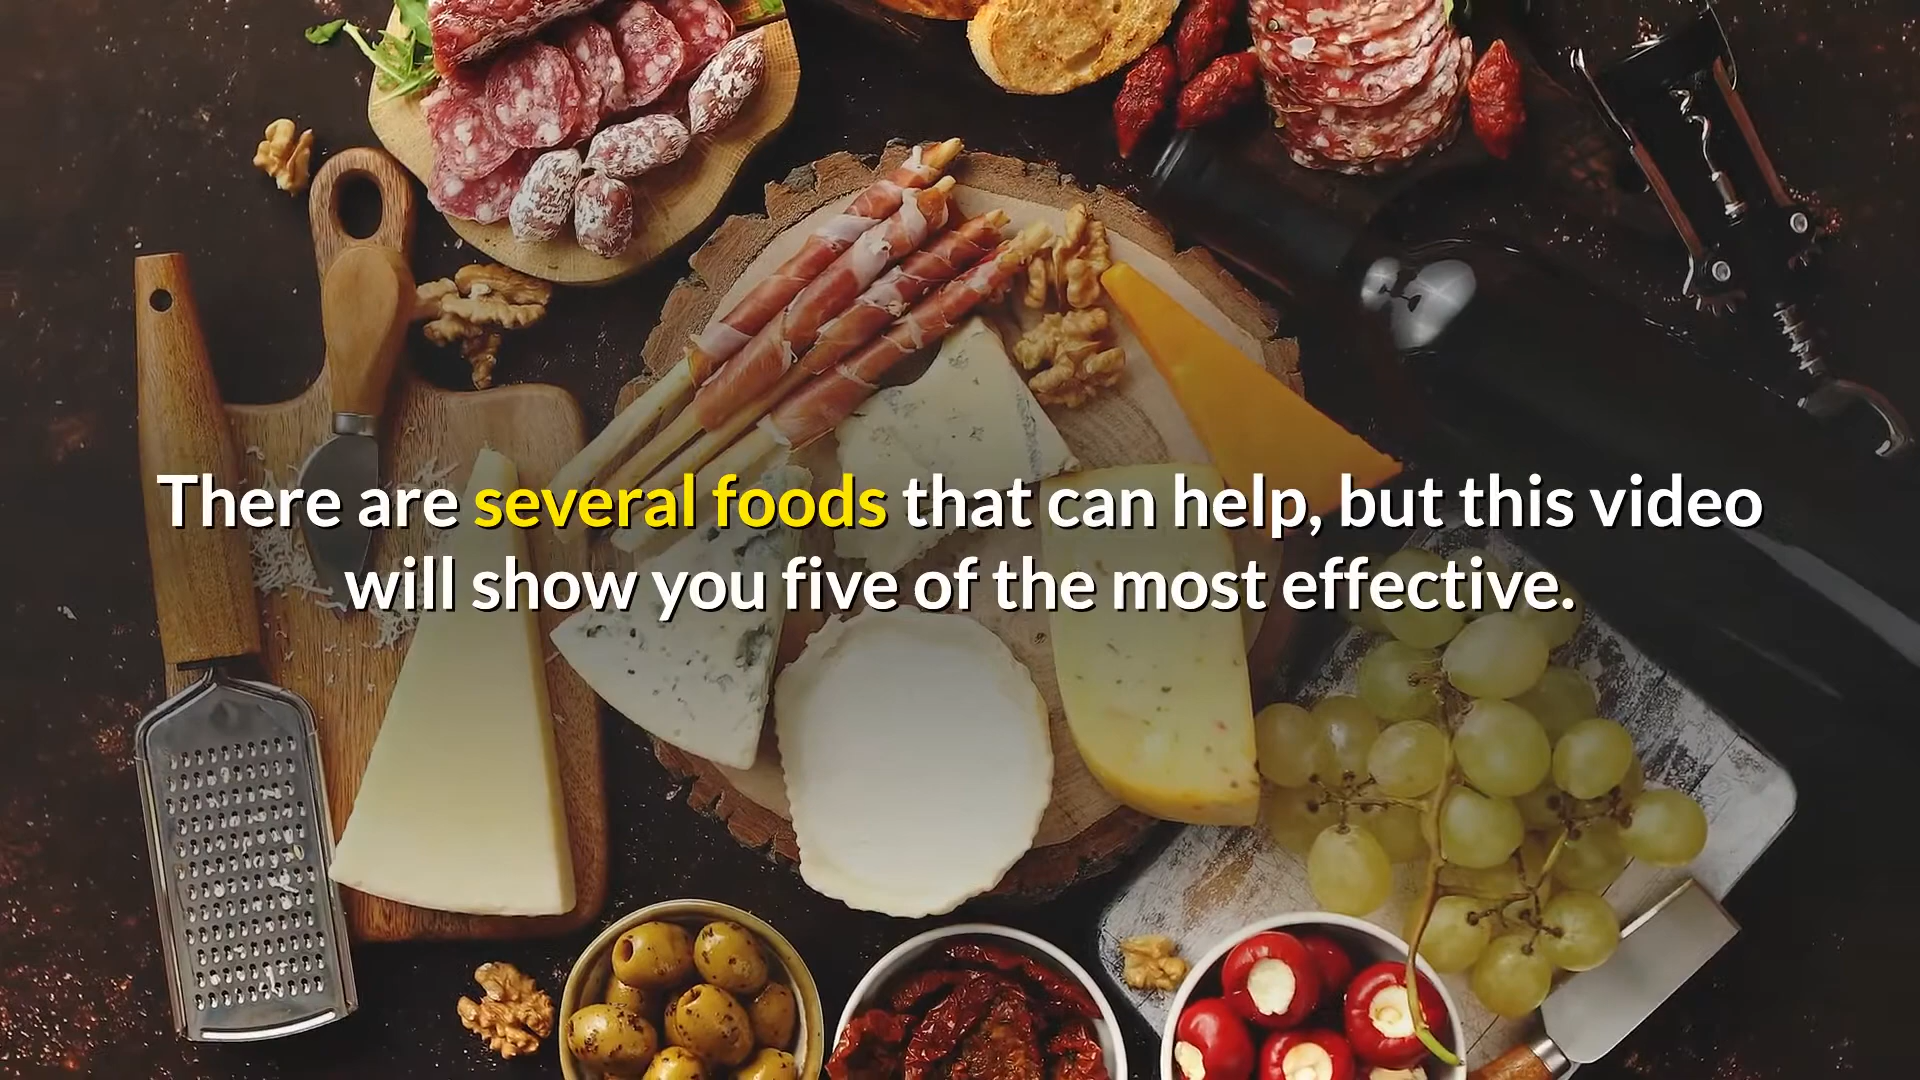 There are several foods that can help, but this video
will show you five of the most effective.